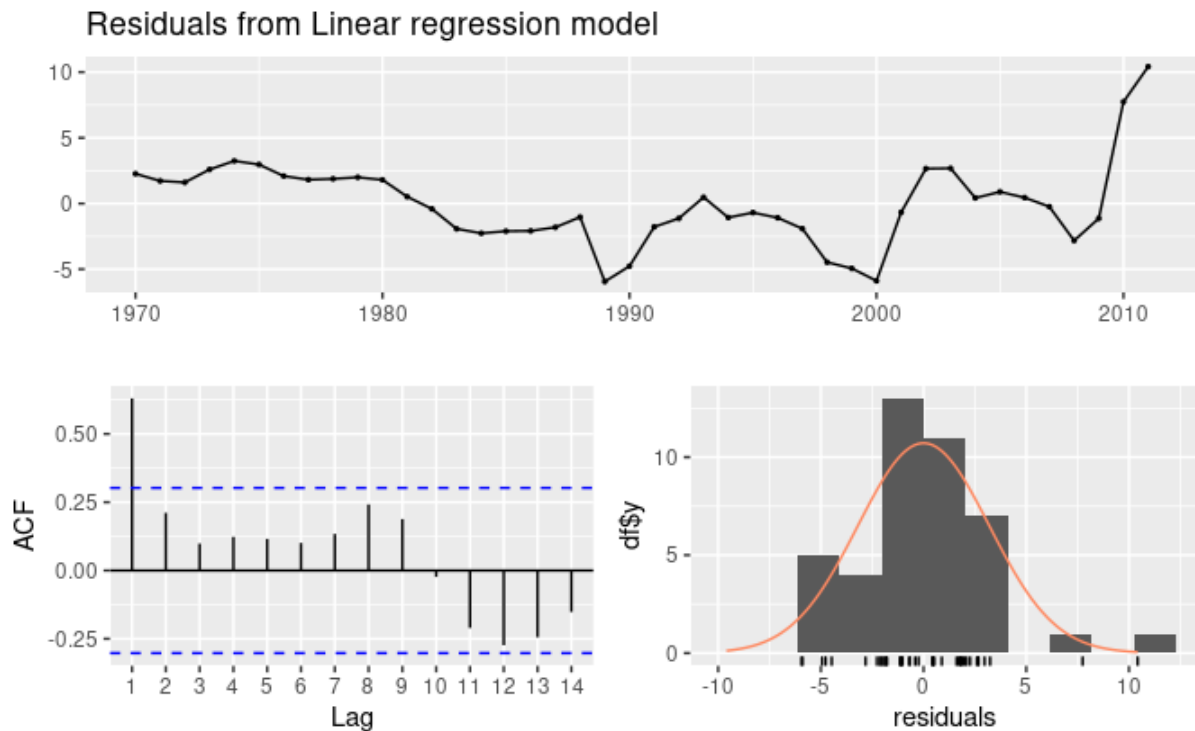 Residuals from Linear regression model
10
5
0
-5
1970 1980 1990 2000 2010
0.50
0.25
0.00
-0.25
ACF
1 2 3 4 5 6 7 8 9 10 11 12 13 14
Lag
10
5
0
df$y
-10 -5 0 5 10
residuals